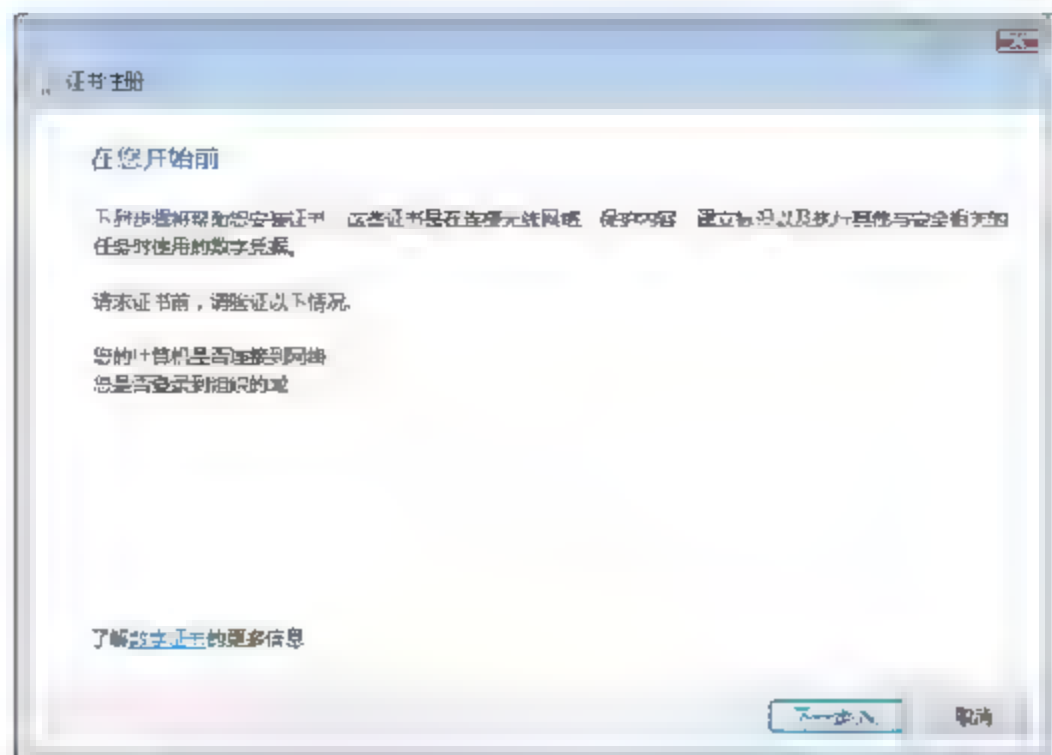 证书注册
在您开始前
下列步骤将帮助您安装证书，这些证书是在连接无线网络、保护内容、建立标识以及执行其他与安全相关的
任务时使用的数字凭据。
请求证书前，请验证以下情况:
您的计算机是否连接到网络
您是否登录到组织的域
了解数字证书的更多信息
下一步(N)
取消